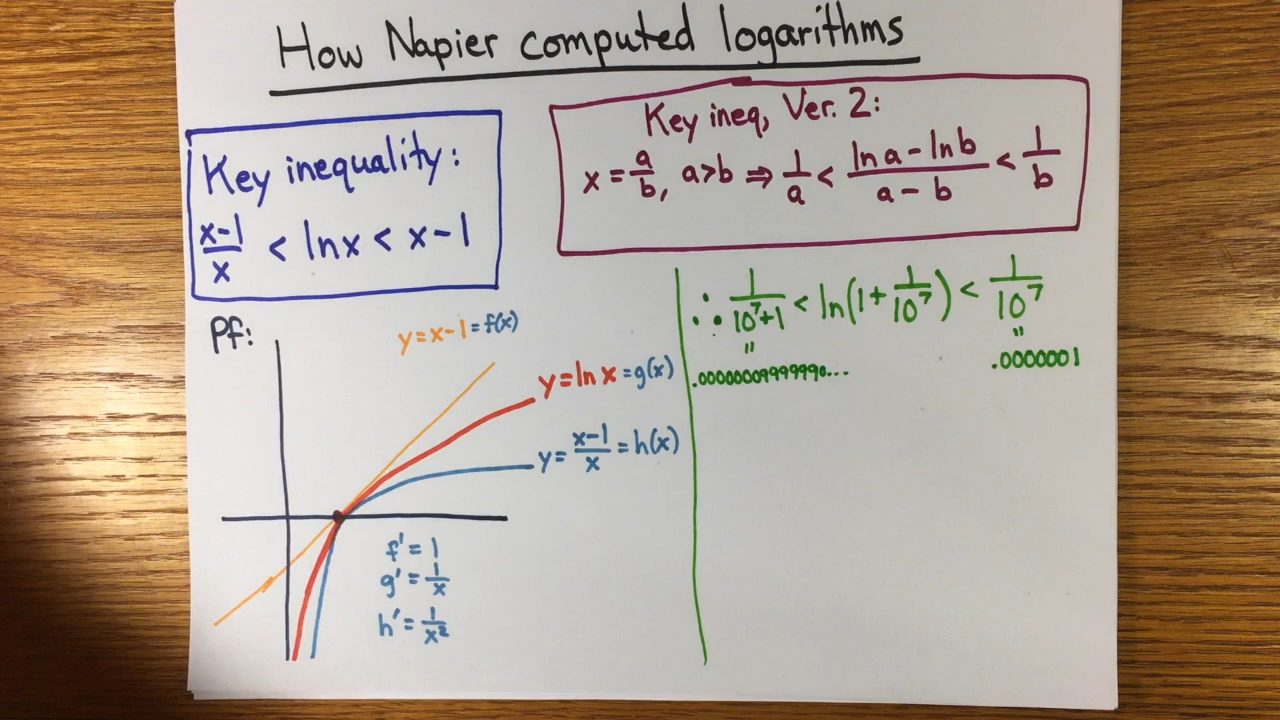 How Napier computed logarithms
Key inequality:
(x-1)/x < ln x < x-1
Key ineq, Ver. 2:
x = a/b, a>b ⇒ 1/a < (ln a - ln b)/(a - b) < 1/b
Pf:
y=x-1=f(x)
y=ln x=g(x)
y=(x-1)/x=h(x)
f'=1
g'=1/x
h'=1/x²
∴ 1/(10⁷+1) < ln(1+1/10⁷) < 1/10⁷
" "
.00000009999990... .0000001